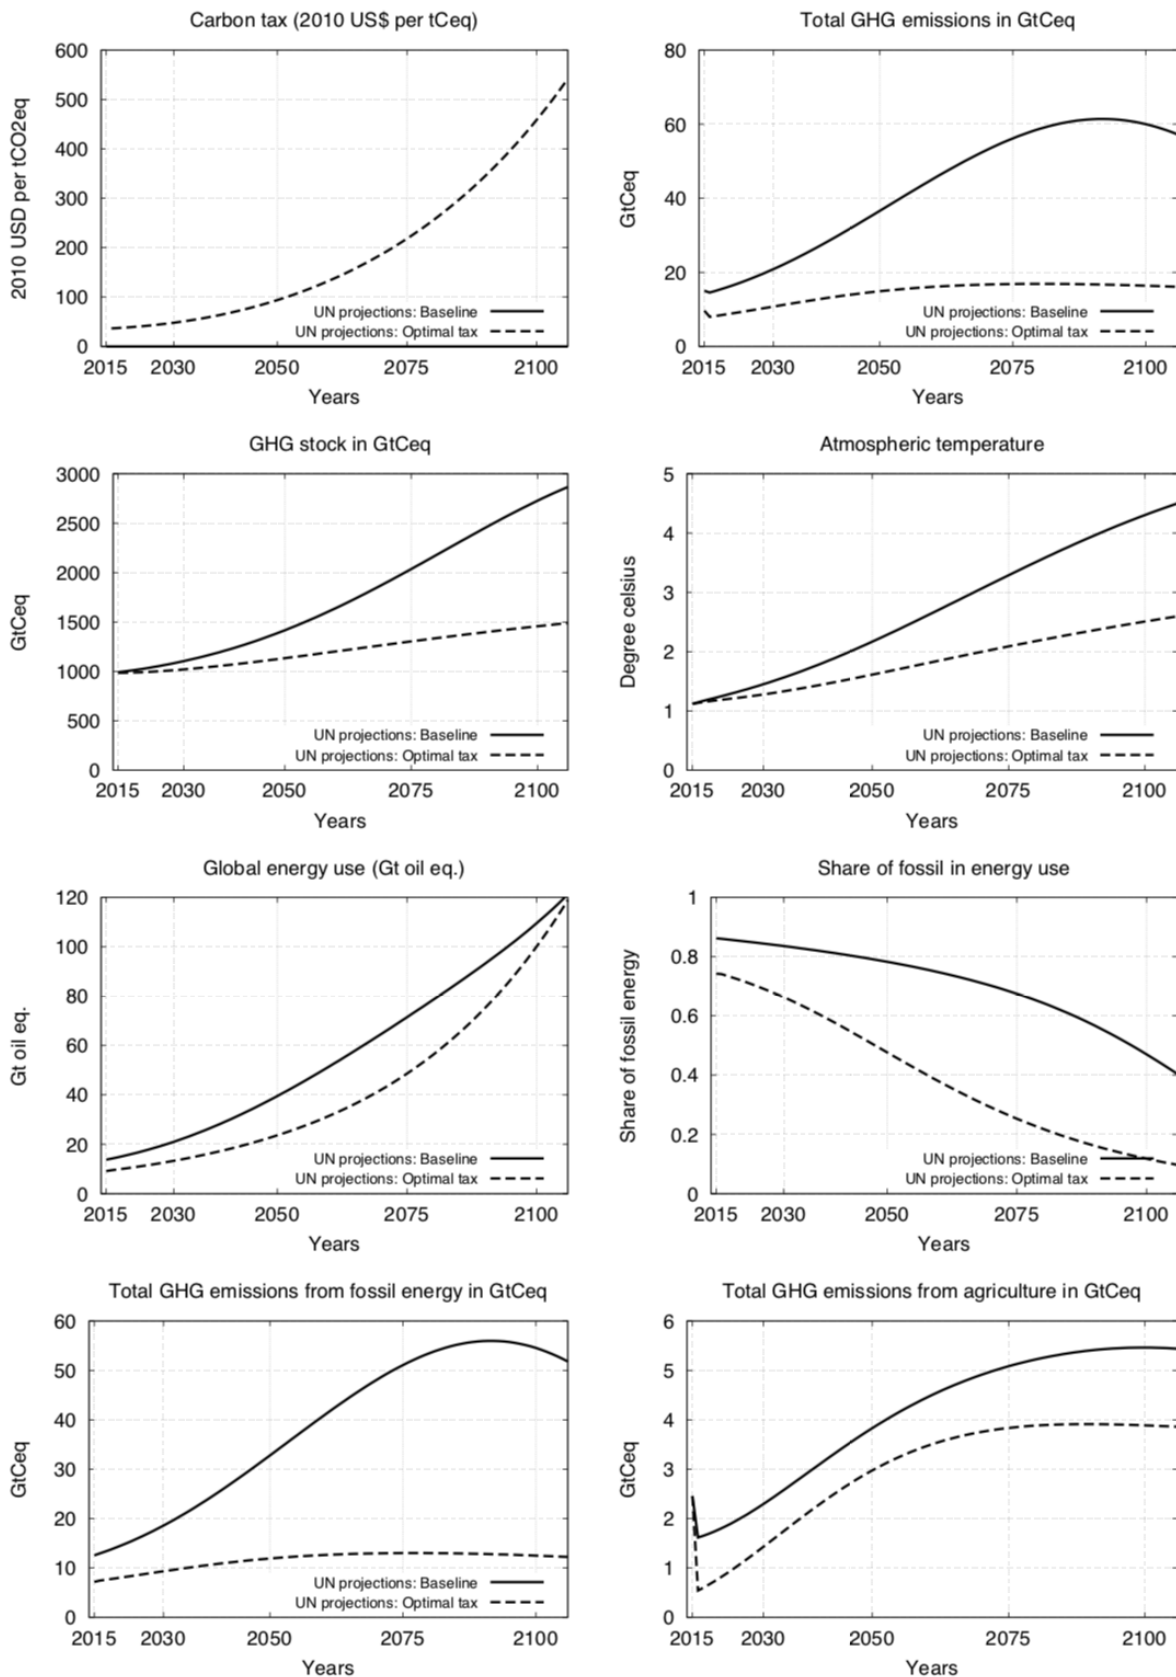 Carbon tax (2010 US$ per tCeq)
2010 USD per tCO2eq
600
500
400
300
200
100
0
UN projections: Baseline
UN projections: Optimal tax
2015 2030 2050 2075 2100
Years
Total GHG emissions in GtCeq
GtCeq
80
60
40
20
0
UN projections: Baseline
UN projections: Optimal tax
2015 2030 2050 2075 2100
Years
GHG stock in GtCeq
GtCeq
3000
2500
2000
1500
1000
500
0
UN projections: Baseline
UN projections: Optimal tax
2015 2030 2050 2075 2100
Years
Atmospheric temperature
Degree celsius
5
4
3
2
1
0
UN projections: Baseline
UN projections: Optimal tax
2015 2030 2050 2075 2100
Years
Global energy use (Gt oil eq.)
Gt oil eq.
120
100
80
60
40
20
0
UN projections: Baseline
UN projections: Optimal tax
2015 2030 2050 2075 2100
Years
Share of fossil in energy use
Share of fossil energy
1
0.8
0.6
0.4
0.2
0
UN projections: Baseline
UN projections: Optimal tax
2015 2030 2050 2075 2100
Years
Total GHG emissions from fossil energy in GtCeq
GtCeq
60
50
40
30
20
10
0
UN projections: Baseline
UN projections: Optimal tax
2015 2030 2050 2075 2100
Years
Total GHG emissions from agriculture in GtCeq
GtCeq
6
5
4
3
2
1
0
UN projections: Baseline
UN projections: Optimal tax
2015 2030 2050 2075 2100
Years